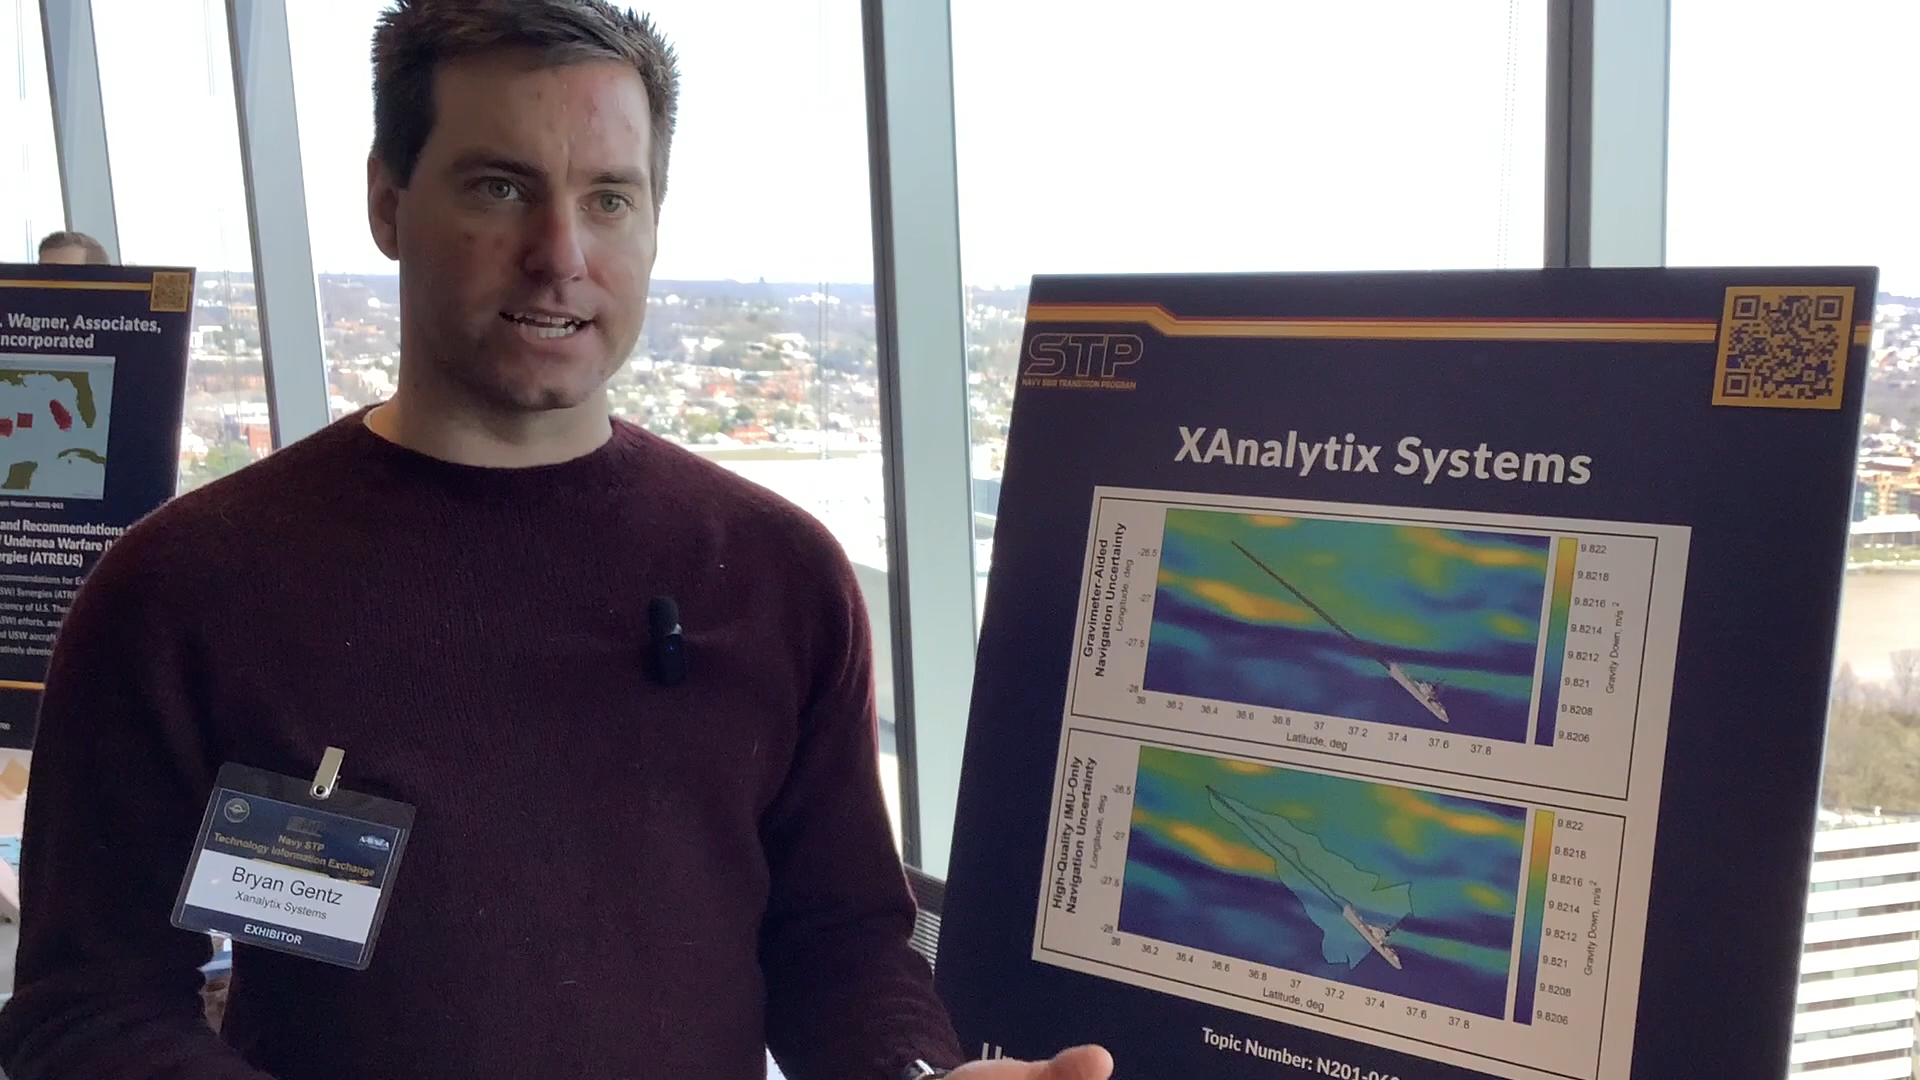 . Wagner, Associates,
ncorporated
and Recommendations
Undersea Warfare
rgies (ATREUS)
Navy STP
Technology Information Exchange
Bryan Gentz
Xanalytix Systems
EXHIBITOR
STP
NAVY SBIR TRANSITION PROGRAM
XAnalytix Systems
Gravimeter-Aided
Navigation Uncertainty
Longitude, deg
-26.5
-27
-27.5
-28
36 36.2 36.4 36.6 36.8 37 37.2 37.4 37.6 37.8
Latitude, deg
9.822
9.8218
9.8216
9.8214
9.8212
9.821
9.8208
9.8206
Gravity Down, m/s²
High-Quality IMU-Only
Navigation Uncertainty
Longitude, deg
-26.5
-27
-27.5
-28
36 36.2 36.4 36.6 36.8 37 37.2 37.4 37.6 37.8
Latitude, deg
9.822
9.8218
9.8216
9.8214
9.8212
9.821
9.8208
9.8206
Gravity Down, m/s²
Topic Number: N201-06